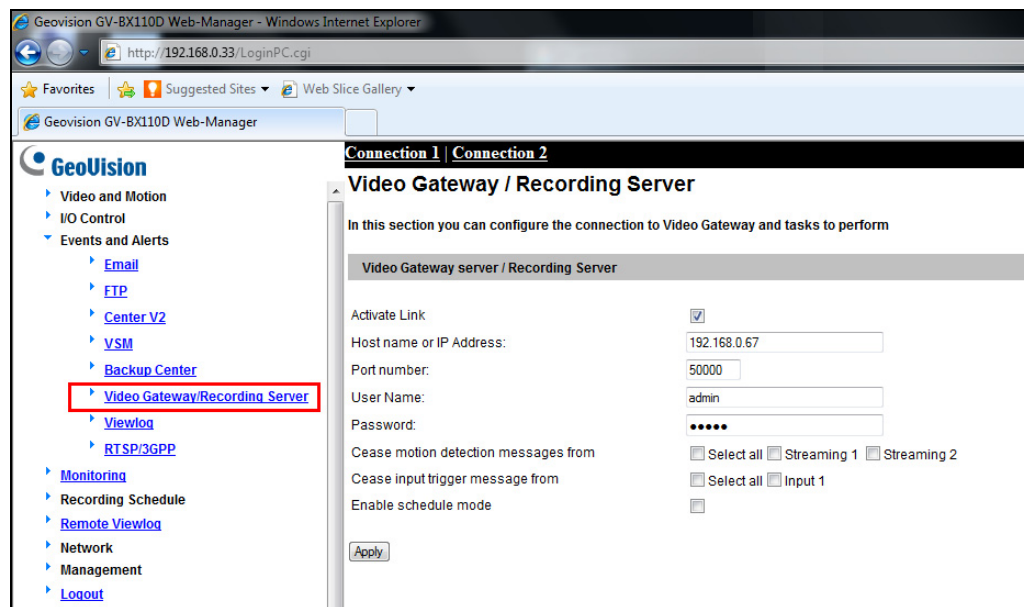 Geovision GV-BX110D Web-Manager - Windows Internet Explorer
http://192.168.0.33/LoginPC.cgi
Favorites Suggested Sites Web Slice Gallery
Geovision GV-BX110D Web-Manager
GeoVision
Video and Motion
I/O Control
Events and Alerts
Email
FTP
Center V2
VSM
Backup Center
Video Gateway/Recording Server
Viewlog
RTSP/3GPP
Monitoring
Recording Schedule
Remote Viewlog
Network
Management
Logout
Connection 1 | Connection 2
Video Gateway / Recording Server
In this section you can configure the connection to Video Gateway and tasks to perform
Video Gateway server / Recording Server
Activate Link
Host name or IP Address: 192.168.0.67
Port number: 50000
User Name: admin
Password: •••••
Cease motion detection messages from Select all Streaming 1 Streaming 2
Cease input trigger message from Select all Input 1
Enable schedule mode
Apply